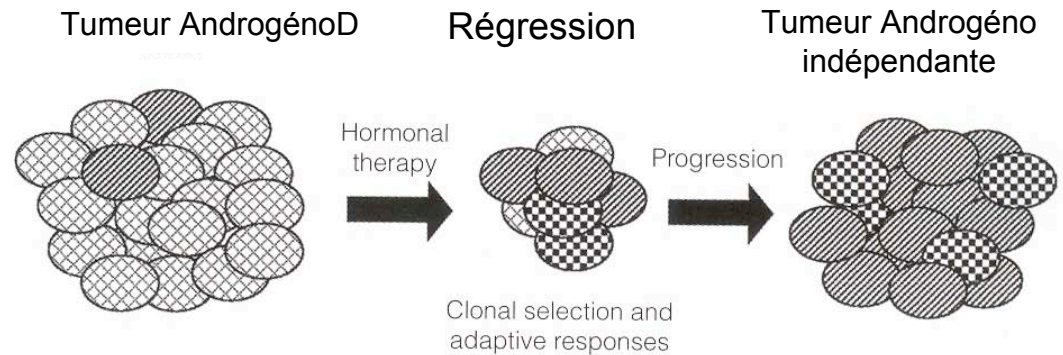 Tumeur AndrogénoD
Régression
Tumeur Androgéno
indépendante
Hormonal
therapy
Progression
Clonal selection and
adaptive responses